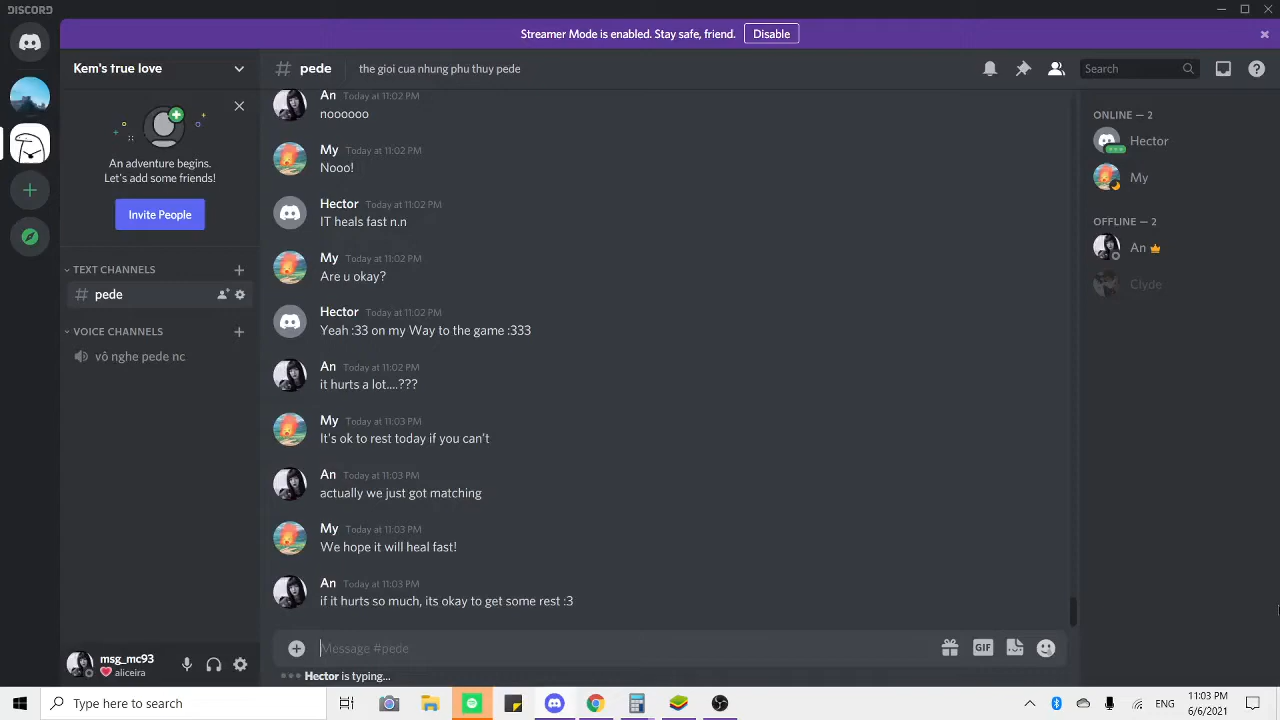 DISCORD
Streamer Mode is enabled. Stay safe, friend.
Disable
Kem's true love
pede
the gioi cua nhung phu thuy pede
Search
An adventure begins.
Let's add some friends!
Invite People
TEXT CHANNELS
pede
VOICE CHANNELS
vô nghe pede nc
An Today at 11:02 PM
noooooo
My Today at 11:02 PM
Nooo!
Hector Today at 11:02 PM
IT heals fast n.n
My Today at 11:02 PM
Are u okay?
Hector Today at 11:02 PM
Yeah :33 on my Way to the game :333
An Today at 11:02 PM
it hurts a lot....???
My Today at 11:03 PM
It's ok to rest today if you can't
An Today at 11:03 PM
actually we just got matching
My Today at 11:03 PM
We hope it will heal fast!
An Today at 11:03 PM
if it hurts so much, its okay to get some rest :3
Message #pede
GIF
Hector is typing...
ONLINE — 2
Hector
My
OFFLINE — 2
An
Clyde
msg_mc93
aliceira
Type here to search
ENG
11:03 PM
6/6/2021